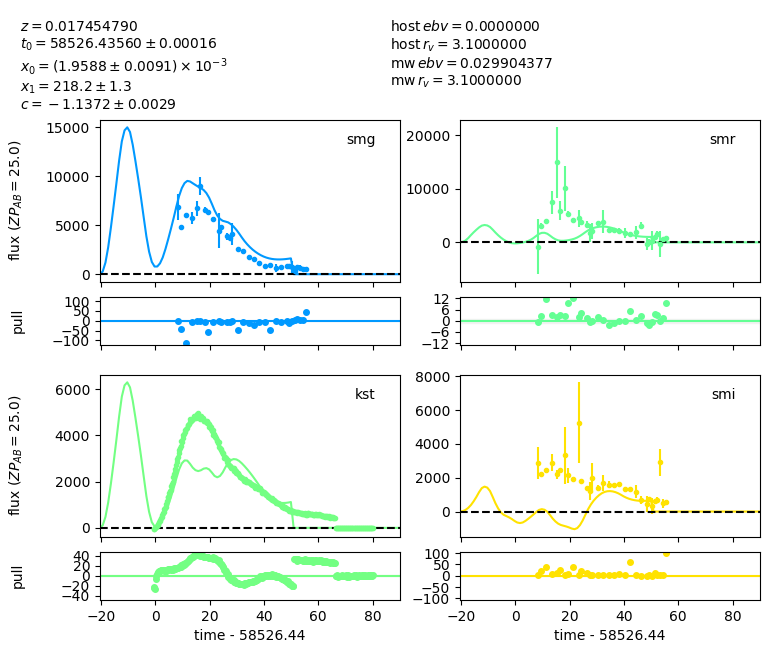 z = 0.017454790
t₀ = 58526.43560 ± 0.00016
x₀ = (1.9588 ± 0.0091) × 10⁻³
x₁ = 218.2 ± 1.3
c = −1.1372 ± 0.0029
host ebv = 0.0000000
host r_v = 3.1000000
mw ebv = 0.029904377
mw r_v = 3.1000000
flux (ZP_AB = 25.0)
15000
10000
5000
0
smg
20000
10000
0
smr
pull
100
50
0
−50
−100
12
6
0
−6
−12
flux (ZP_AB = 25.0)
6000
4000
2000
0
kst
8000
6000
4000
2000
0
smi
pull
40
20
0
−20
−40
−20 0 20 40 60 80
time - 58526.44
100
50
0
−50
−100
−20 0 20 40 60 80
time - 58526.44